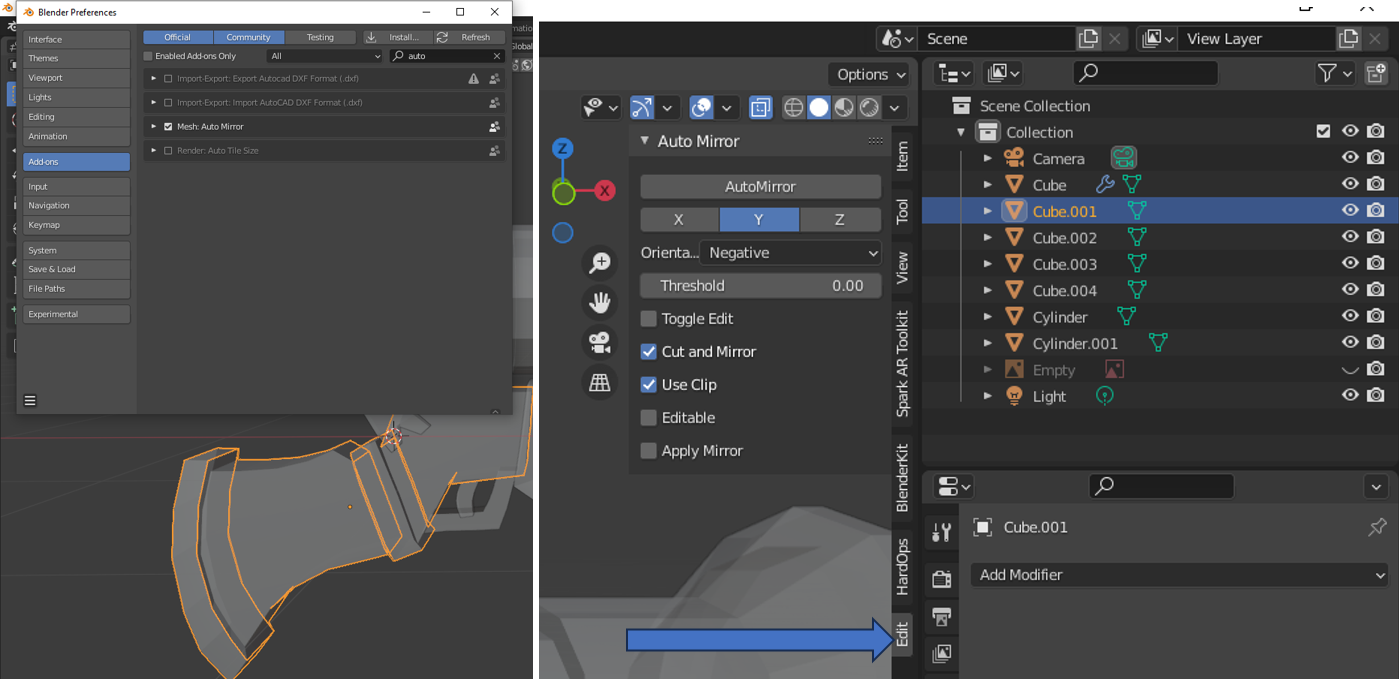 Blender Preferences
Interface
Themes
Viewport
Lights
Editing
Animation
Add-ons
Input
Navigation
Keymap
System
Save & Load
File Paths
Experimental
Official Community Testing Install... Refresh
Enabled Add-ons Only All auto
Import-Export: Export Autocad DXF Format (.dxf)
Import-Export: Import AutoCAD DXF Format (.dxf)
Mesh: Auto Mirror
Render: Auto Tile Size
Global
Z
X
Options
Auto Mirror
AutoMirror
X Y Z
Orienta... Negative
Threshold 0.00
Toggle Edit
Cut and Mirror
Use Clip
Editable
Apply Mirror
Item
Tool
View
Spark AR Toolkit
BlenderKit
HardOps
Edit
Scene View Layer
Scene Collection
Collection
Camera
Cube
Cube.001
Cube.002
Cube.003
Cube.004
Cylinder
Cylinder.001
Empty
Light
Cube.001
Add Modifier